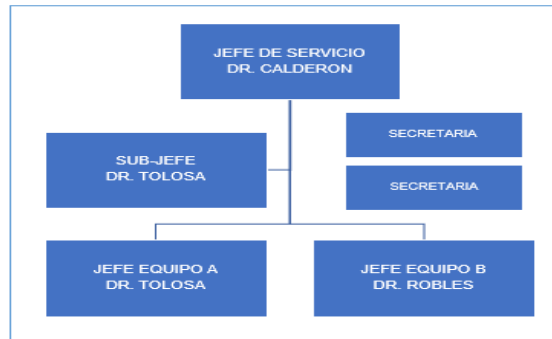 JEFE DE SERVICIO
DR. CALDERON
SECRETARIA
SUB-JEFE
DR. TOLOSA
SECRETARIA
JEFE EQUIPO A
DR. TOLOSA
JEFE EQUIPO B
DR. ROBLES